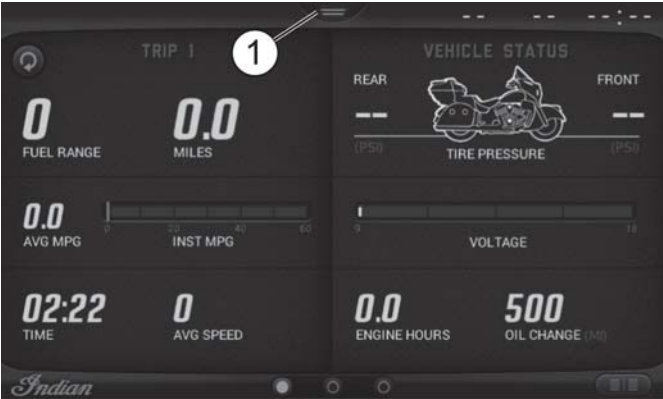 1
-- -- --:--
TRIP 1
VEHICLE STATUS
REAR
FRONT
0
0.0
--
--
FUEL RANGE
MILES
(PSI)
TIRE PRESSURE
(PSI)
0.0
0 20 40 60
9
18
AVG MPG
INST MPG
VOLTAGE
02:22
0
0.0
500
TIME
AVG SPEED
ENGINE HOURS
OIL CHANGE (MI)
Indian